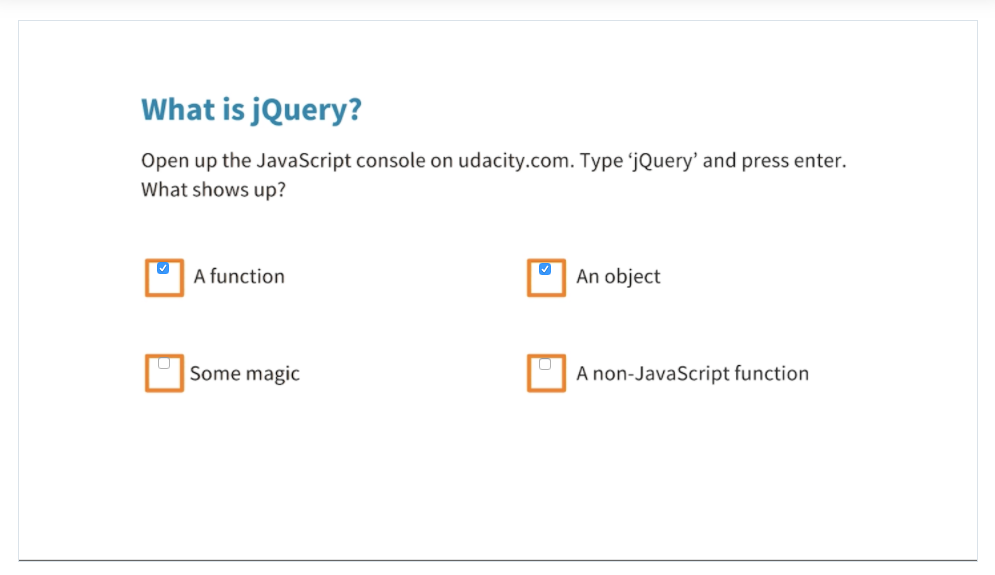 What is jQuery?
Open up the JavaScript console on udacity.com. Type ‘jQuery’ and press enter.
What shows up?
A function
An object
Some magic
A non-JavaScript function